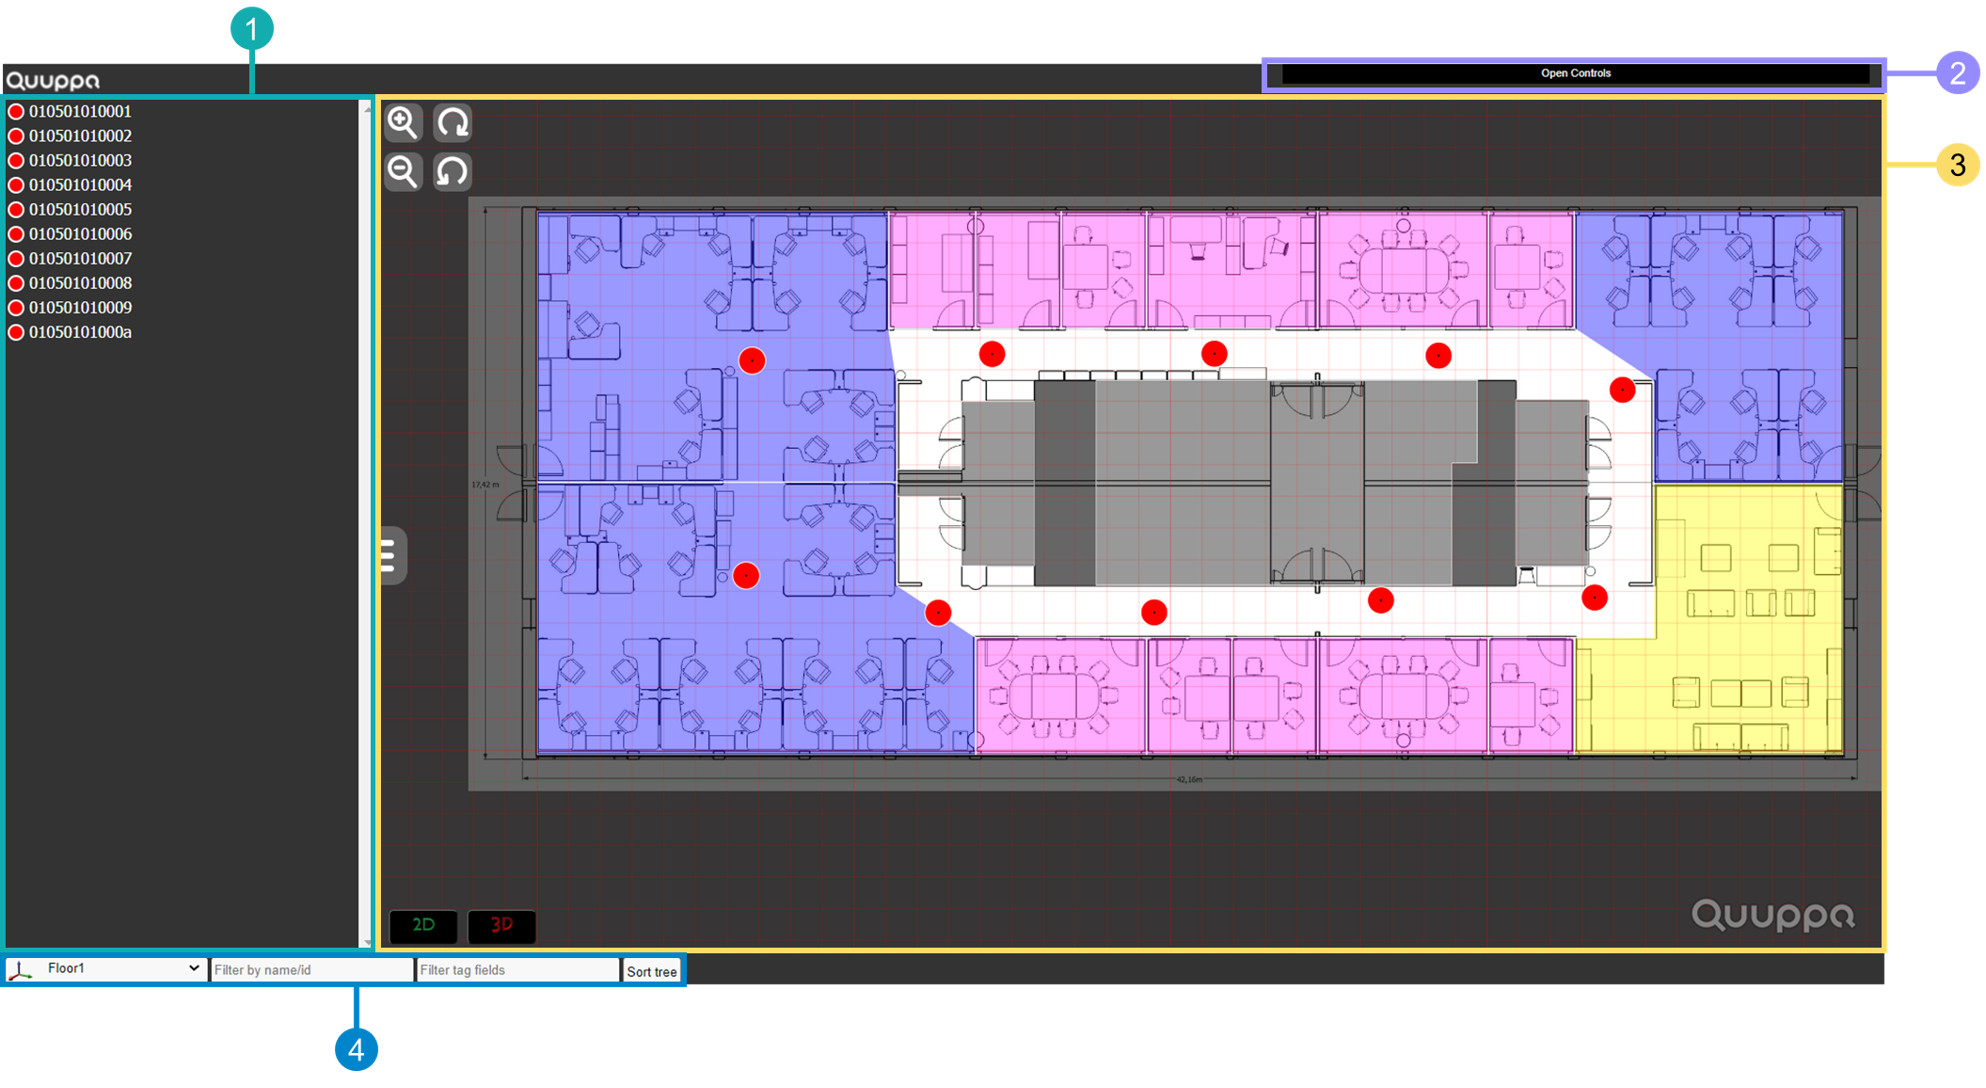 1
2
Quuppa
Open Controls
3
010501010001
010501010002
010501010003
010501010004
010501010005
010501010006
010501010007
010501010008
010501010009
01050101000a
17,42 m
42,16m
2D
3D
Quuppa
Floor1
Filter by name/id
Filter tag fields
Sort tree
4